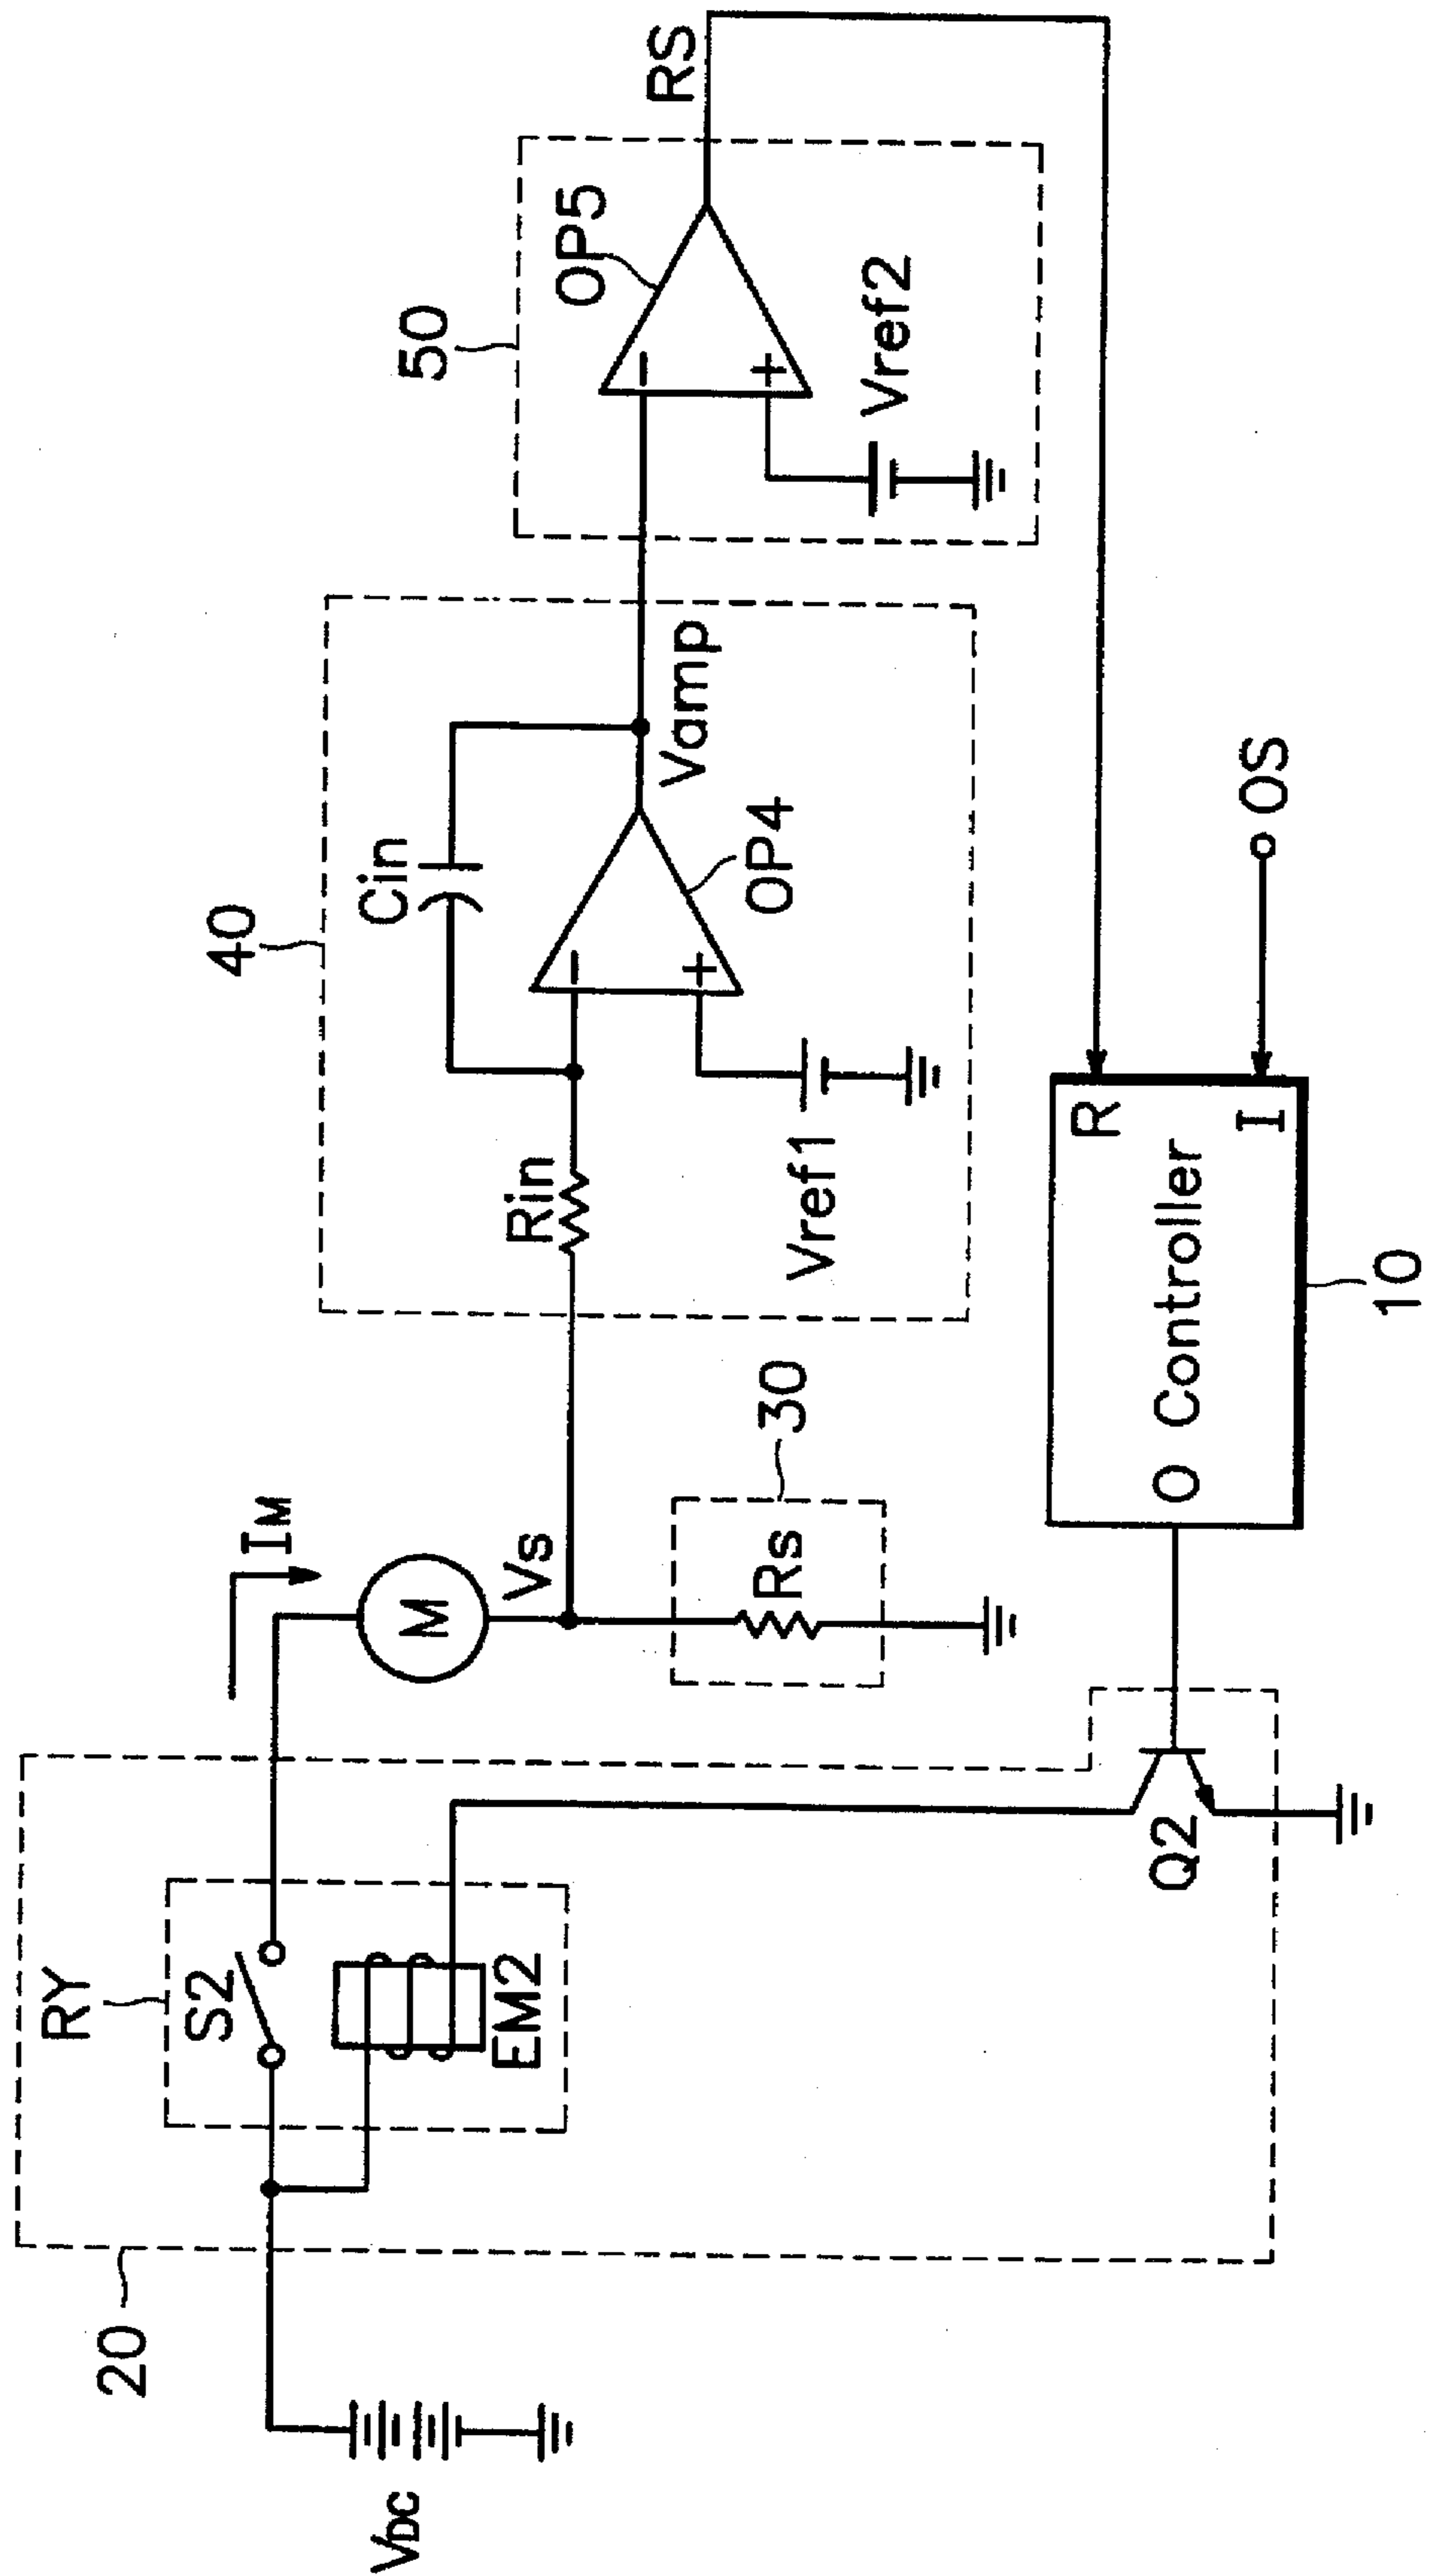 RS
50
OP5
−
+
Vref2
40
Cin
Vamp
OP4
−
+
Rin
Vref1
IM
M
Vs
30
Rs
R
I
O
Controller
OS
10
20
RY
S2
EM2
Q2
VDC